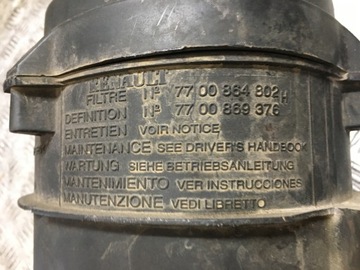 RENAULT
FILTRE Nº 77 00 864 802 H
DEFINITION Nº 77 00 869 376
ENTRETIEN VOIR NOTICE
MAINTENANCE SEE DRIVER'S HANDBOOK
WARTUNG SIEHE BETRIEBSANLEITUNG
MANTENIMIENTO VER INSTRUCCIONES
MANUTENZIONE VEDI LIBRETTO